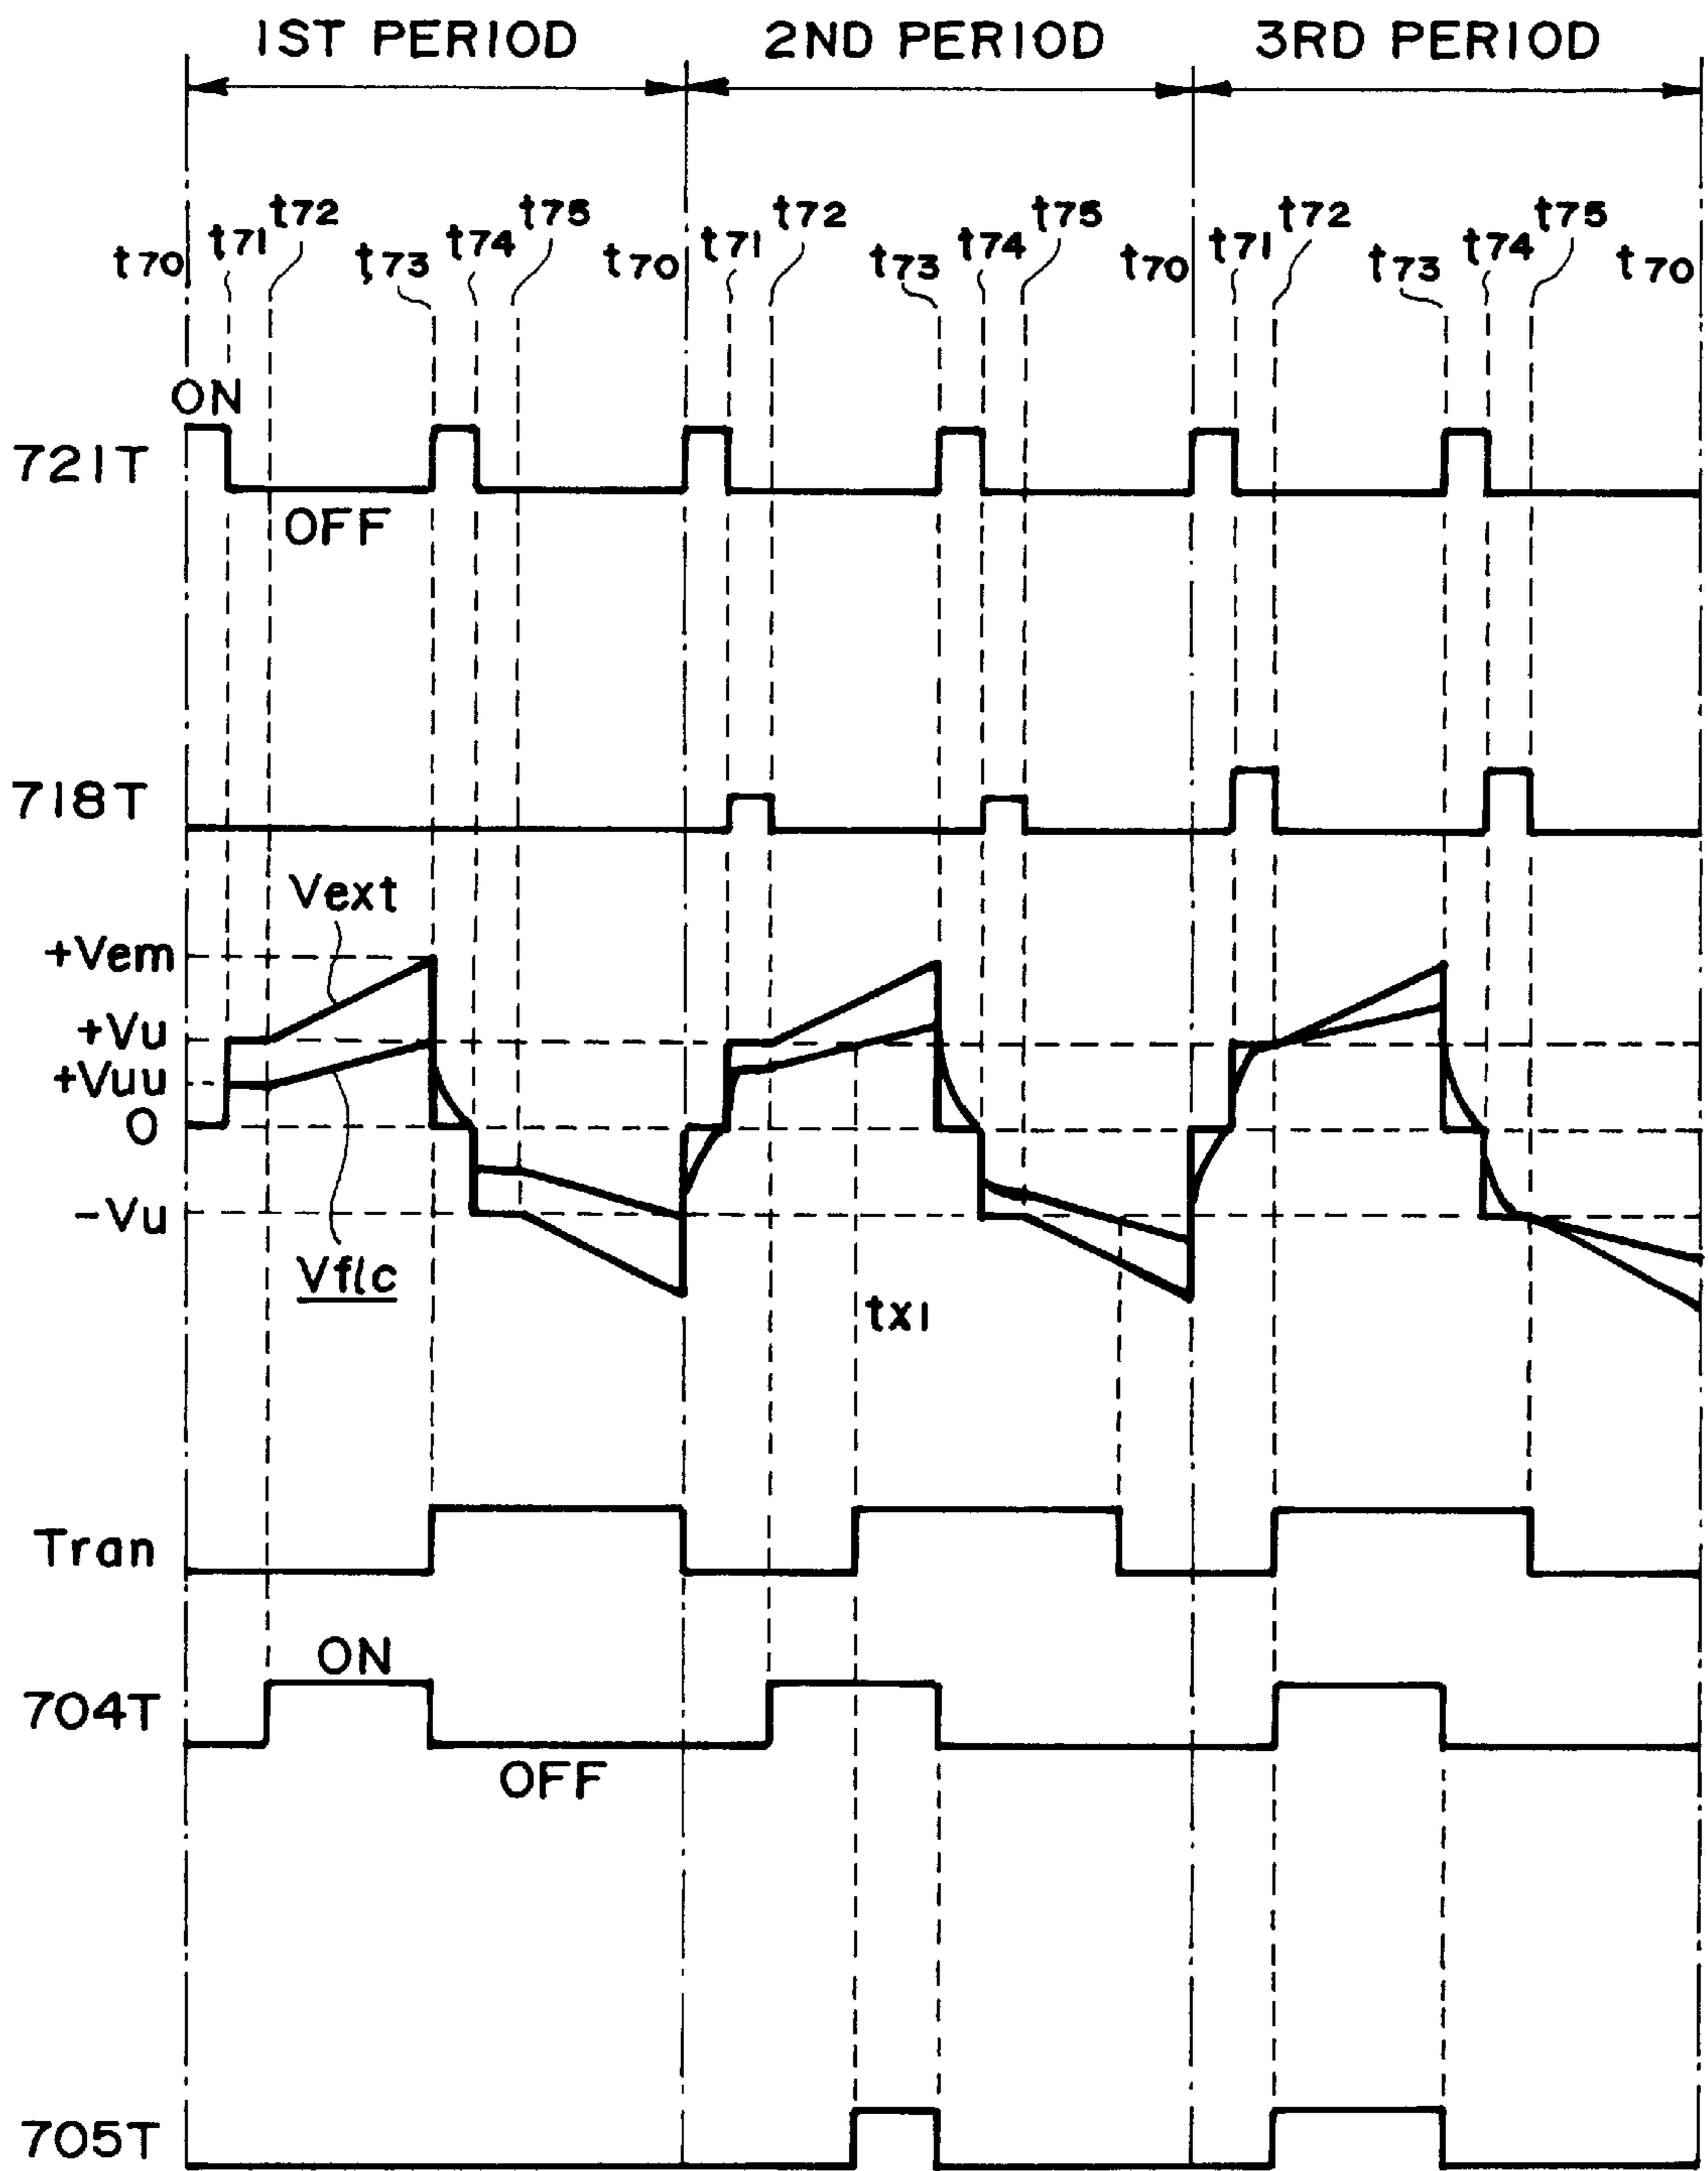 1ST PERIOD 2ND PERIOD 3RD PERIOD
t70 t71 t72 t73 t74 t75 t70 t71 t72 t73 t74 t75 t70 t71 t72 t73 t74 t75 t70
ON
721T
OFF
718T
Vext
+Vem
+Vu
+Vuu
0
-Vu
Vflc
tx1
Tran
ON
704T
OFF
705T